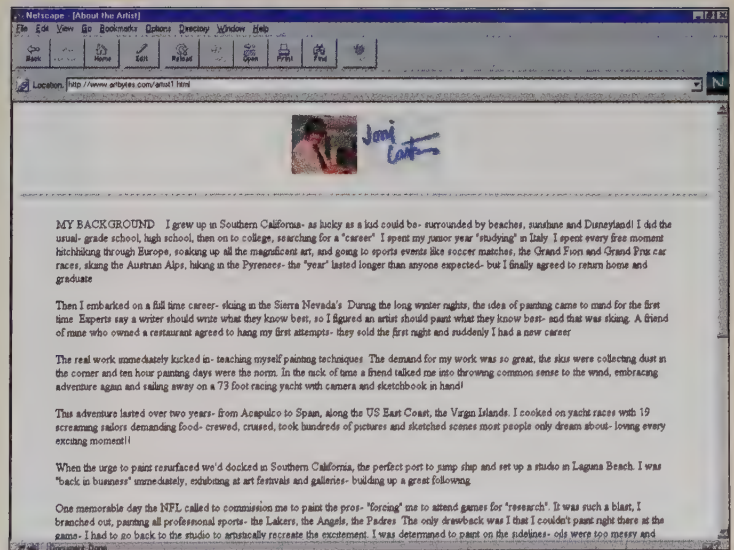 Netscape - [About the Artist]
File Edit View Go Bookmarks Options Directory Window Help
Back Home Edit Reload Open Print Find
Location: http://www.artbytes.com/artist1.html
N
Joni
MY BACKGROUND I grew up in Southern California- as lucky as a kid could be- surrounded by beaches, sunshine and Disneyland! I did the
usual- grade school, high school, then on to college, searching for a "career" I spent my junior year "studying" in Italy. I spent every free moment
hitchhiking through Europe, soaking up all the magnificent art, and going to sports events like soccer matches, the Grand Fion and Grand Prix car
races, skiing the Austrian Alps, hiking in the Pyrenees- the "year" lasted longer than anyone expected- but I finally agreed to return home and
graduate
Then I embarked on a full time career- skiing in the Sierra Nevada's During the long winter nights, the idea of painting came to mind for the first
time Experts say a writer should write what they know best, so I figured an artist should paint what they know best- and that was skiing. A friend
of mine who owned a restaurant agreed to hang my first attempts- they sold the first night and suddenly I had a new career
The real work immediately kicked in- teaching myself painting techniques The demand for my work was so great, the skis were collecting dust in
the corner and ten hour painting days were the norm. In the nick of time a friend talked me into throwing common sense to the wind, embracing
adventure again and sailing away on a 73 foot racing yacht with camera and sketchbook in hand!
This adventure lasted over two years- from Acapulco to Spain, along the US East Coast, the Virgin Islands. I cooked on yacht races with 19
screaming sailors demanding food- crewed, cruised, took hundreds of pictures and sketched scenes most people only dream about- loving every
exciting moment!!
When the urge to paint resurfaced we'd docked in Southern California, the perfect port to jump ship and set up a studio in Laguna Beach. I was
"back in business" immediately, exhibiting at art festivals and galleries- building up a great following
One memorable day the NFL called to commission me to paint the pros- "forcing" me to attend games for "research". It was such a blast, I
branched out, painting all professional sports- the Lakers, the Angels, the Padres The only drawback was I that I couldn't paint right there at the
game- I had to go back to the studio to artistically recreate the excitement. I was determined to paint on the sidelines- oils were too messy and
Document Done